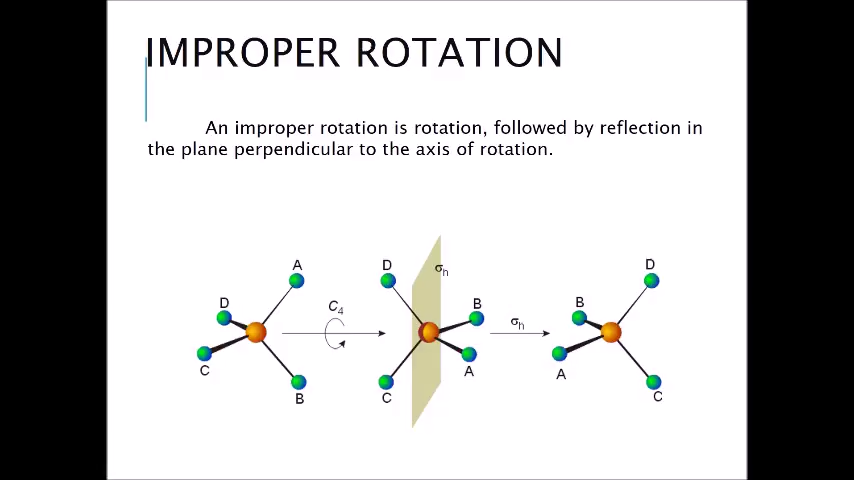 IMPROPER ROTATION
An improper rotation is rotation, followed by reflection in
the plane perpendicular to the axis of rotation.
A
D
C
B
C4
D
σh
B
A
C
σh
D
B
A
C